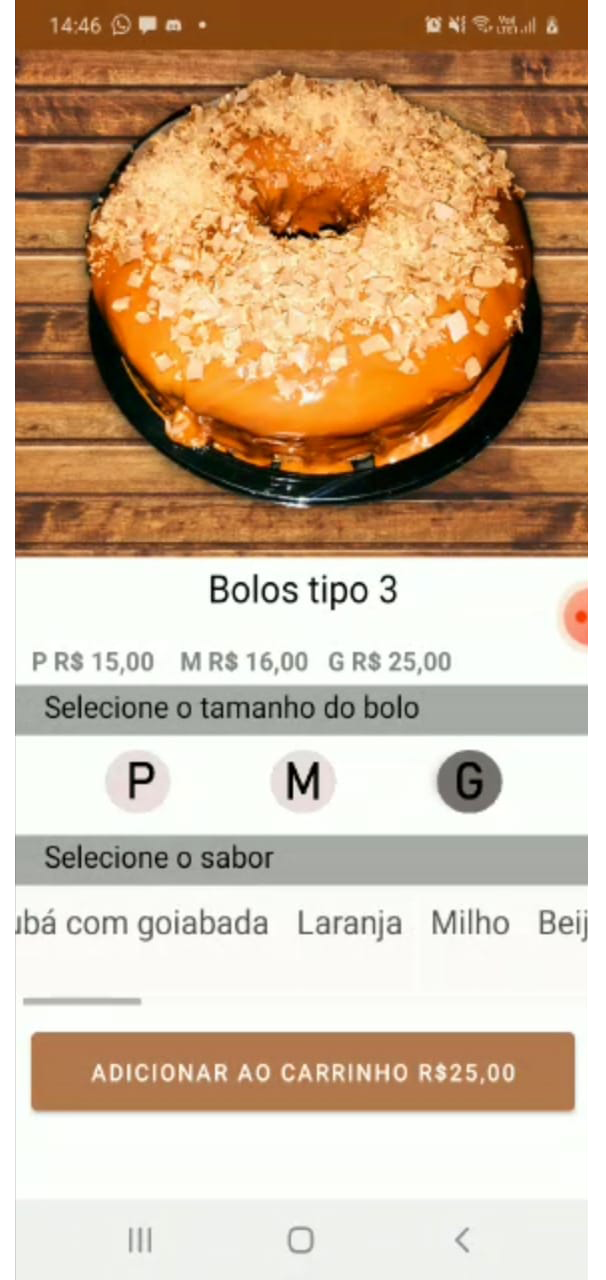 14:46
Bolos tipo 3
P R$ 15,00 M R$ 16,00 G R$ 25,00
Selecione o tamanho do bolo
P M G
Selecione o sabor
ubá com goiabada Laranja Milho Beij
ADICIONAR AO CARRINHO R$25,00